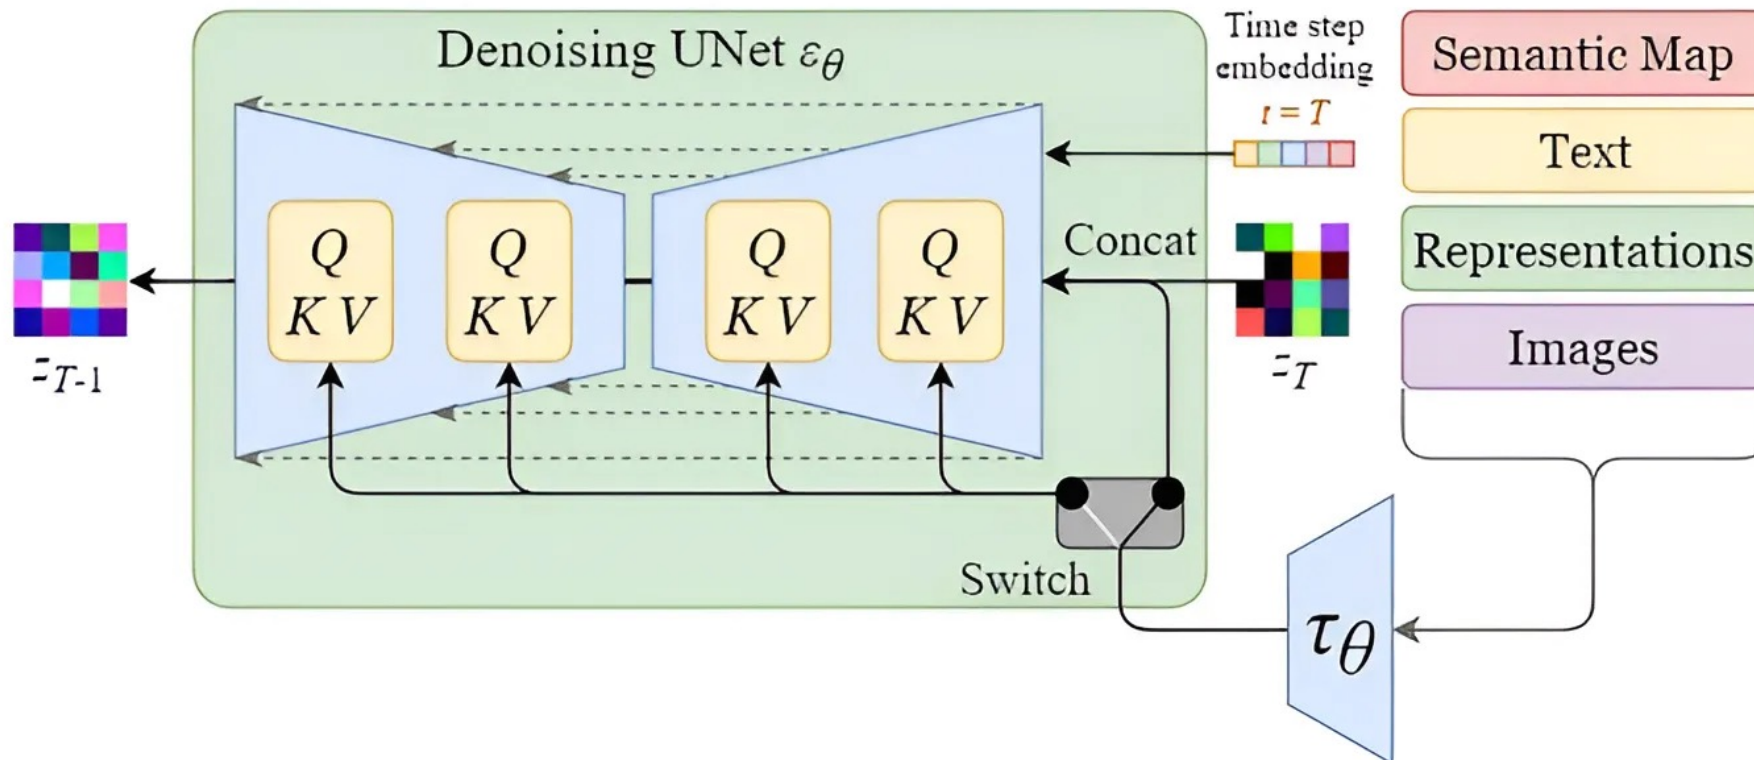 Denoising UNet εθ
Time step
embedding
t = T
Semantic Map
Text
Representations
Images
Q
K V
Q
K V
Q
K V
Q
K V
Concat
zT-1
zT
Switch
τθ